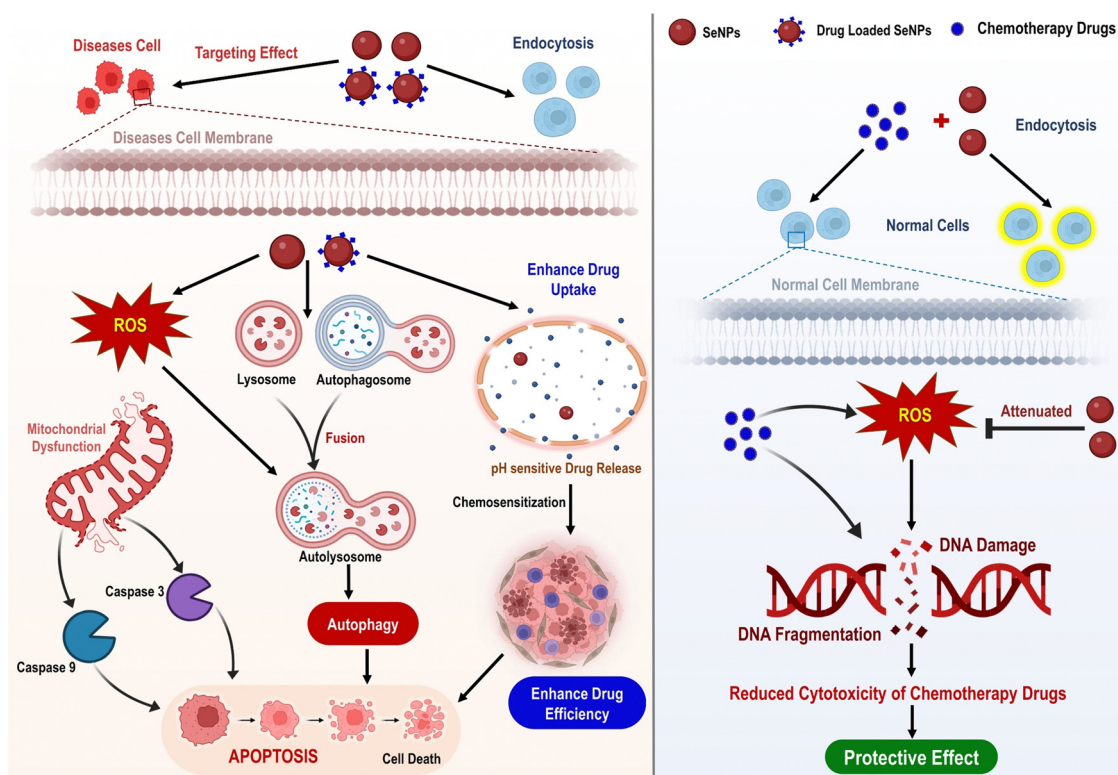 Diseases Cell
Targeting Effect
Endocytosis
Diseases Cell Membrane
ROS
Lysosome
Autophagosome
Enhance Drug
Uptake
Mitochondrial
Dysfunction
Fusion
pH sensitive Drug Release
Chemosensitization
Autolysosome
Caspase 3
Autophagy
Caspase 9
Enhance Drug
Efficiency
APOPTOSIS
Cell Death
SeNPs
Drug Loaded SeNPs
Chemotherapy Drugs
Endocytosis
Normal Cells
Normal Cell Membrane
ROS
Attenuated
DNA Damage
DNA Fragmentation
Reduced Cytotoxicity of Chemotherapy Drugs
Protective Effect